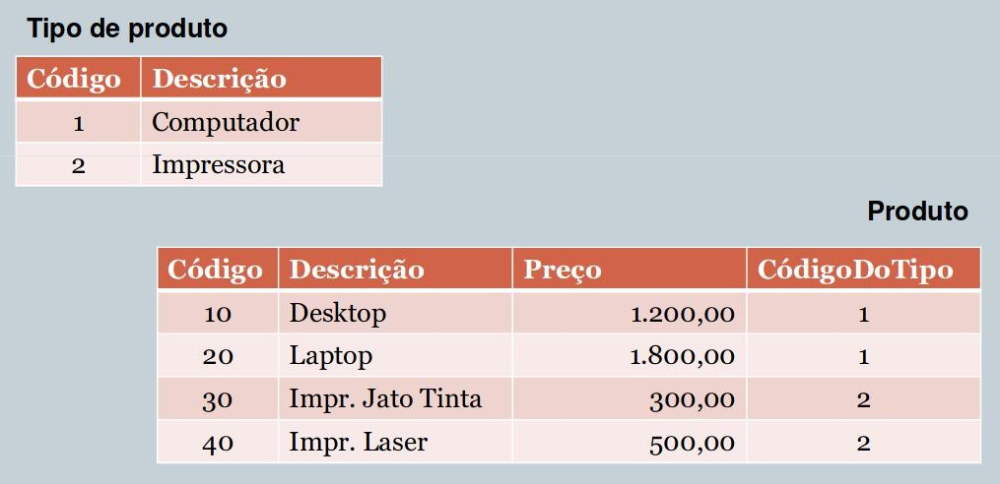 Tipo de produto
Código Descrição
1 Computador
2 Impressora
Produto
Código Descrição Preço CódigoDoTipo
10 Desktop 1.200,00 1
20 Laptop 1.800,00 1
30 Impr. Jato Tinta 300,00 2
40 Impr. Laser 500,00 2